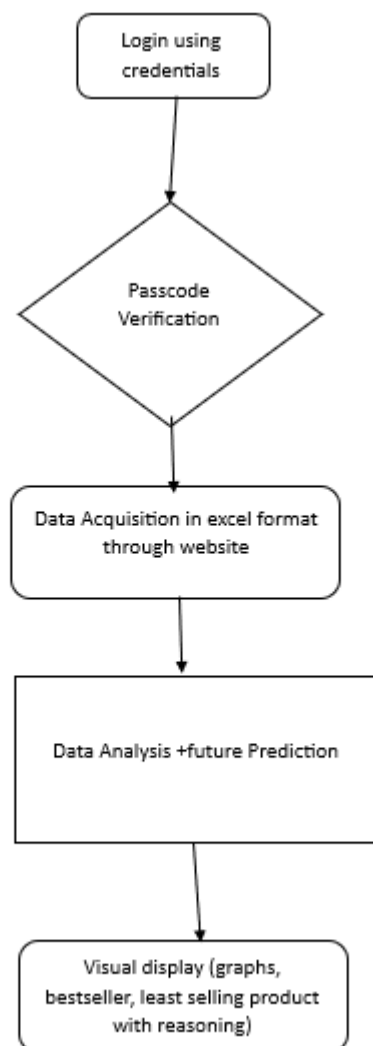 Login using
credentials
Passcode
Verification
Data Acquisition in excel format
through website
Data Analysis +future Prediction
Visual display (graphs,
bestseller, least selling product
with reasoning)